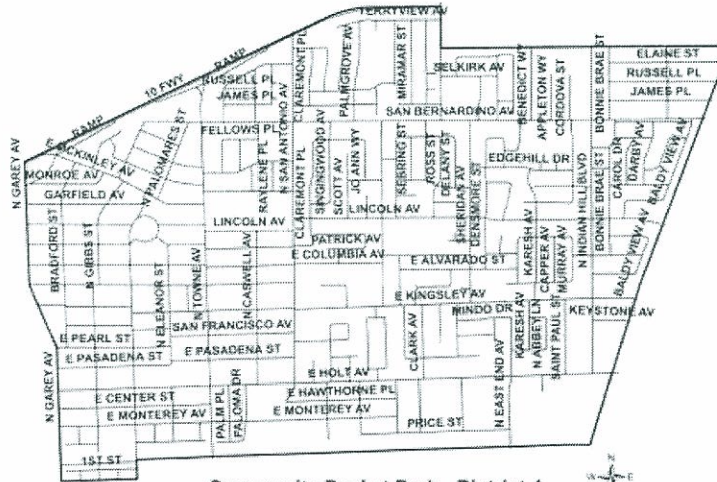 TERRYVIEW AV
10 FWY
RAMP
RUSSELL PL
JAMES PL
CLAREMONT PL
PALMGROVE AV
MIRAMAR ST
SELKIRK AV
BENEDICT WY
APPLETON WY
CORDOVA ST
BONNIE BRAE ST
ELAINE ST
RUSSELL PL
JAMES PL
SAN BERNARDINO AV
N GAREY AV
RAMP
E MCKINLEY AV
MONROE AV
GARFIELD AV
N PALOMARES ST
FELLOWS PL
RAYLENE PL
N SAN ANTONIO AV
CLAREMONT PL
SINGINGWOOD AV
SCOTT AV
JO ANN WY
SEBRING ST
ROSS ST
DELANY ST
EDGEHILL DR
SHERIDAN AV
DENSMORE ST
N INDIAN HILL BLVD
BONNIE BRAE ST
CAROL DR
DARBY AV
BALDY VIEW AV
LINCOLN AV
LINCOLN AV
BRADFORD ST
N GIBBS ST
N ELEANOR ST
N TOWNE AV
N CASWELL AV
PATRICK AV
E COLUMBIA AV
E ALVARADO ST
KARESH AV
CAPPER AV
MURRAY AV
BALDY VIEW AV
E KINGSLEY AV
MINDO DR
KARESH AV
N ABBEY LN
SAINT PAUL ST
KEYSTONE AV
SAN FRANCISCO AV
E PEARL ST
E PASADENA ST
E PASADENA ST
CLARK AV
N GAREY AV
E HOLT AV
E CENTER ST
E HAWTHORNE PL
E MONTEREY AV
PALM PL
PALOMA DR
E MONTEREY AV
PRICE ST
N EAST END AV
1ST ST
N
W
E